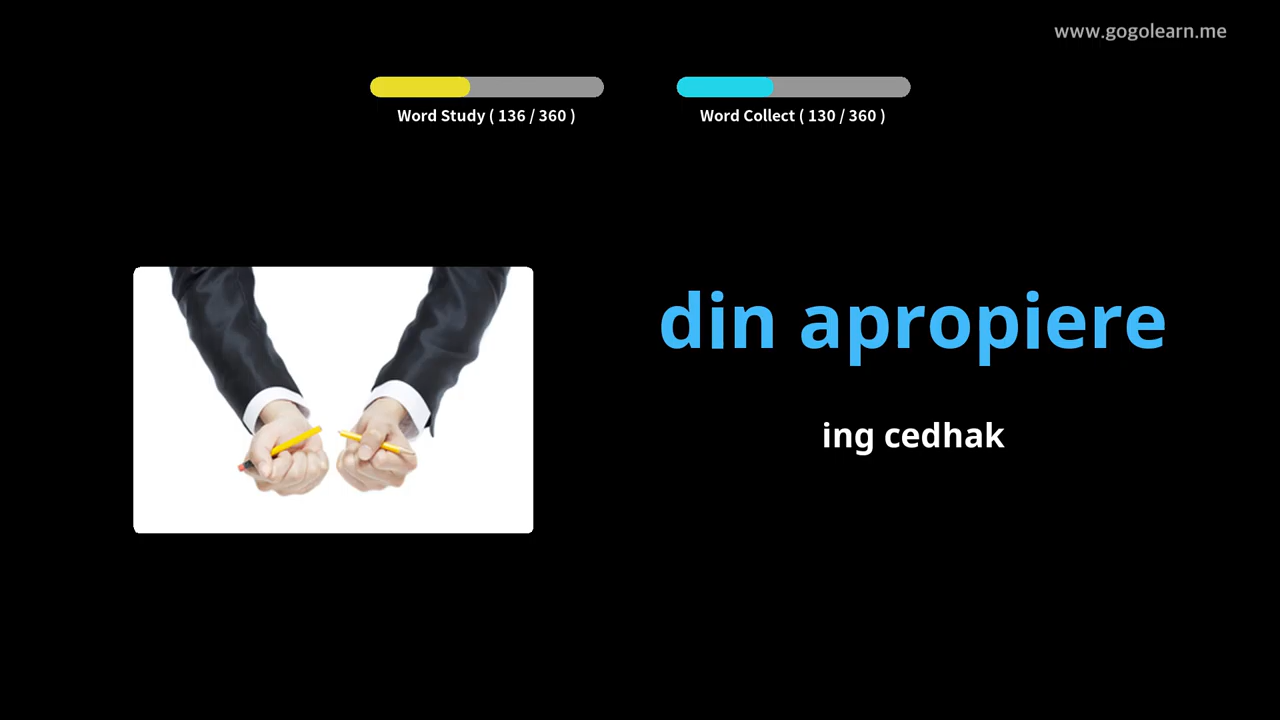 www.gogolearn.me
Word Study ( 136 / 360 )
Word Collect ( 130 / 360 )
din apropiere
ing cedhak